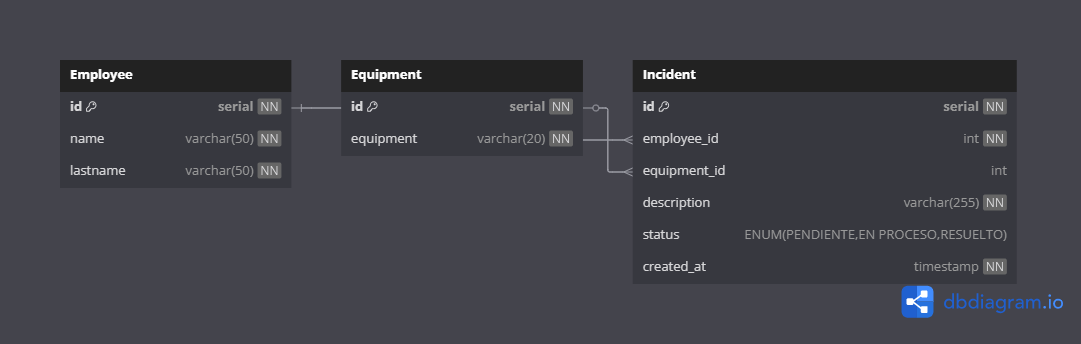 Employee
id serial NN
name varchar(50) NN
lastname varchar(50) NN
Equipment
id serial NN
equipment varchar(20) NN
Incident
id serial NN
employee_id int NN
equipment_id int
description varchar(255) NN
status ENUM(PENDIENTE,EN PROCESO,RESUELTO)
created_at timestamp NN
dbdiagram.io